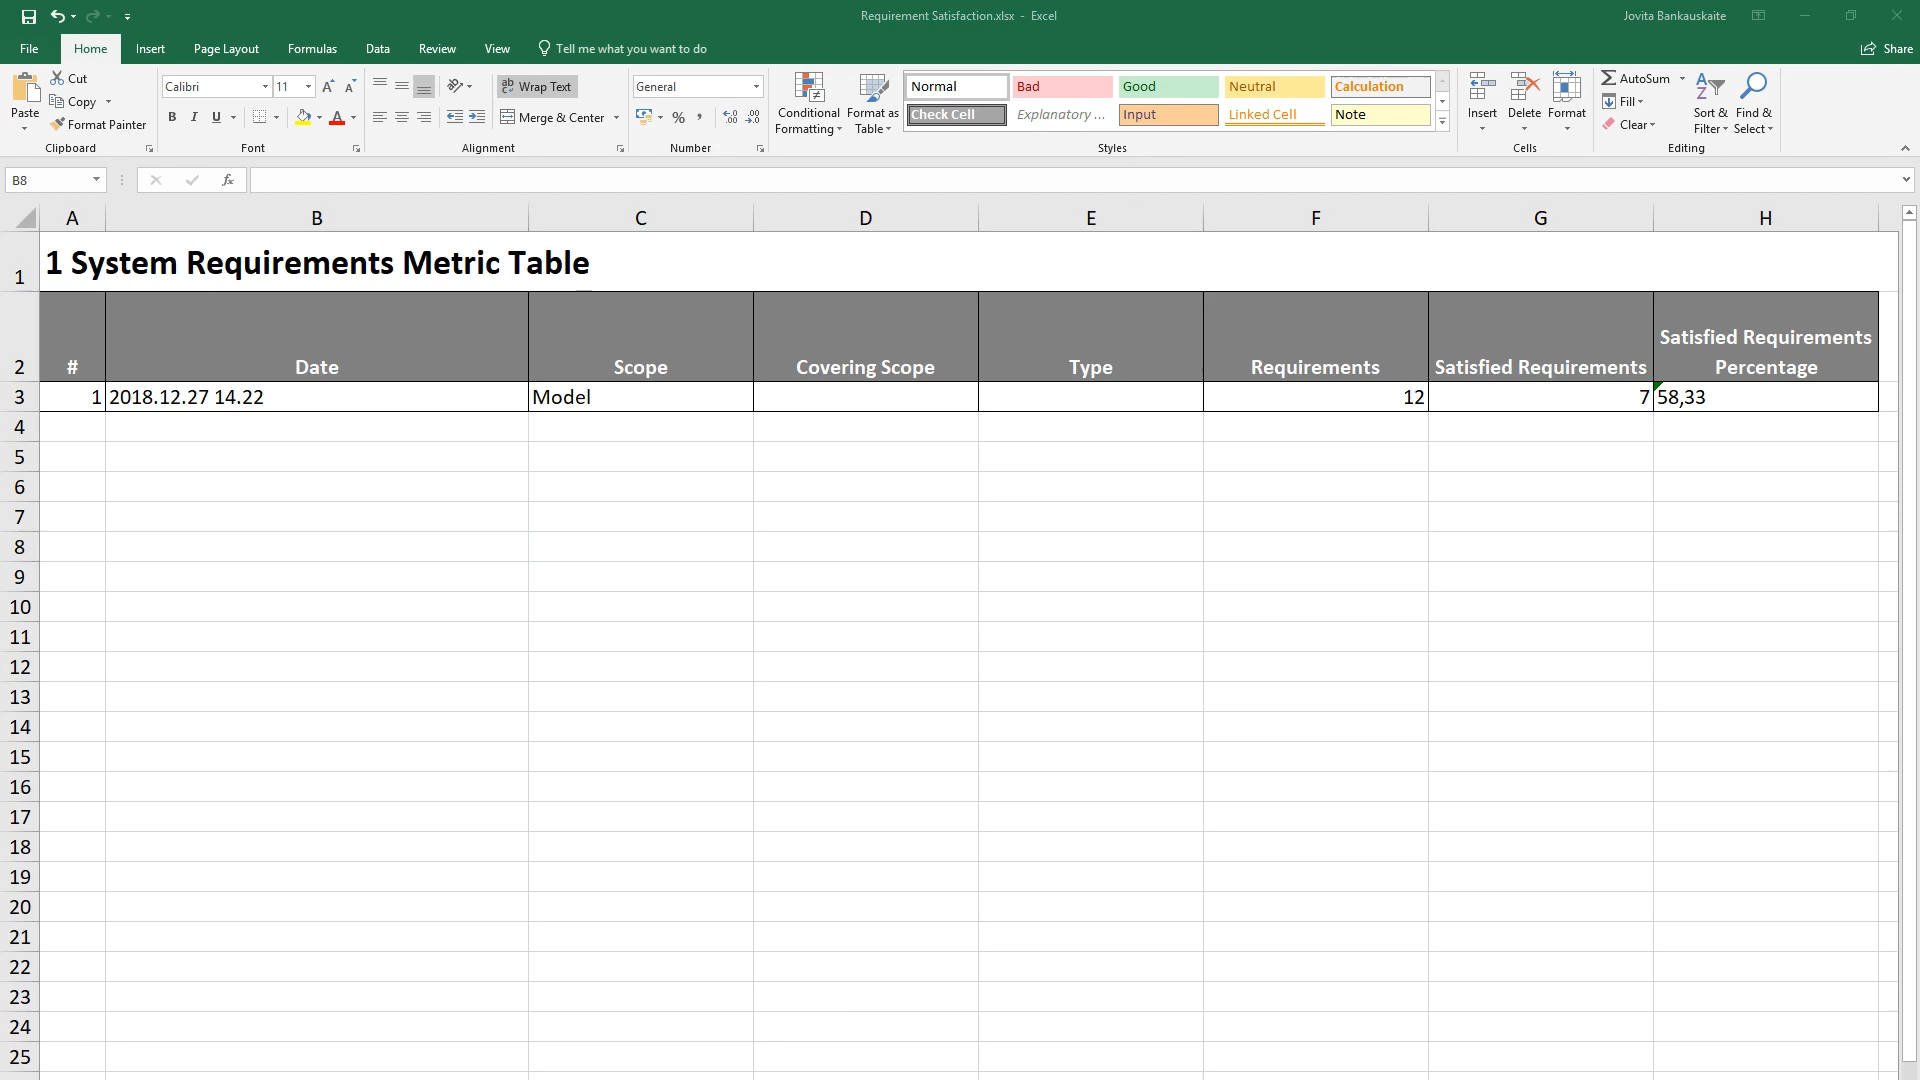 Requirement Satisfaction.xlsx - Excel
Jovita Bankauskaite
File Home Insert Page Layout Formulas Data Review View Tell me what you want to do Share
Paste
Cut
Copy
Format Painter
Clipboard
Calibri 11
B I U
Font
Wrap Text
Merge & Center
Alignment
General
% ,
Number
Conditional Formatting
Format as Table
Normal Bad Good Neutral Calculation
Check Cell Explanatory ... Input Linked Cell Note
Styles
Insert Delete Format
Cells
AutoSum
Fill
Clear
Sort & Filter
Find & Select
Editing
B8 fx
A B C D E F G H
1 1 System Requirements Metric Table
2 # Date Scope Covering Scope Type Requirements Satisfied Requirements Satisfied Requirements Percentage
3 1 2018.12.27 14.22 Model 12 7 58,33
4
5
6
7
8
9
10
11
12
13
14
15
16
17
18
19
20
21
22
23
24
25